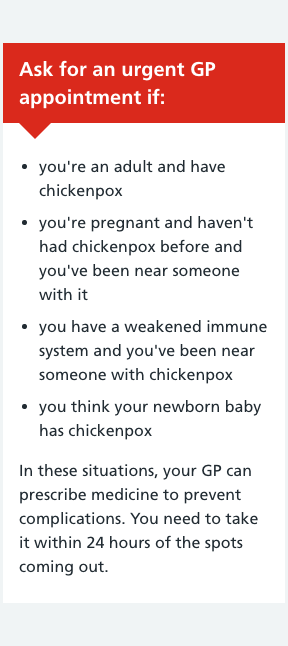 Ask for an urgent GP
appointment if:
• you're an adult and have
chickenpox
• you're pregnant and haven't
had chickenpox before and
you've been near someone
with it
• you have a weakened immune
system and you've been near
someone with chickenpox
• you think your newborn baby
has chickenpox
In these situations, your GP can
prescribe medicine to prevent
complications. You need to take
it within 24 hours of the spots
coming out.